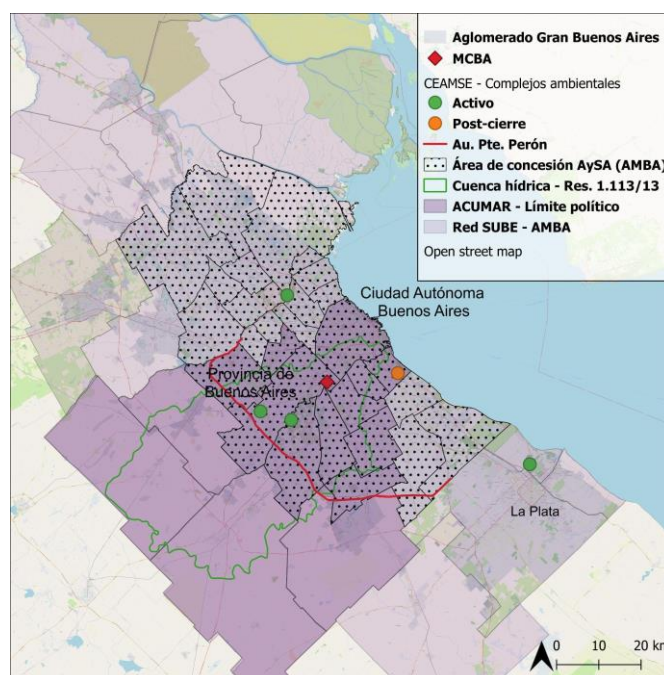 Aglomerado Gran Buenos Aires
MCBA
CEAMSE - Complejos ambientales
Activo
Post-cierre
Au. Pte. Perón
Área de concesión AySA (AMBA)
Cuenca hídrica - Res. 1.113/13
ACUMAR - Límite político
Red SUBE - AMBA
Open street map
Ciudad Autónoma
Buenos Aires
Provincia de
Buenos Aires
La Plata
0 10 20 km